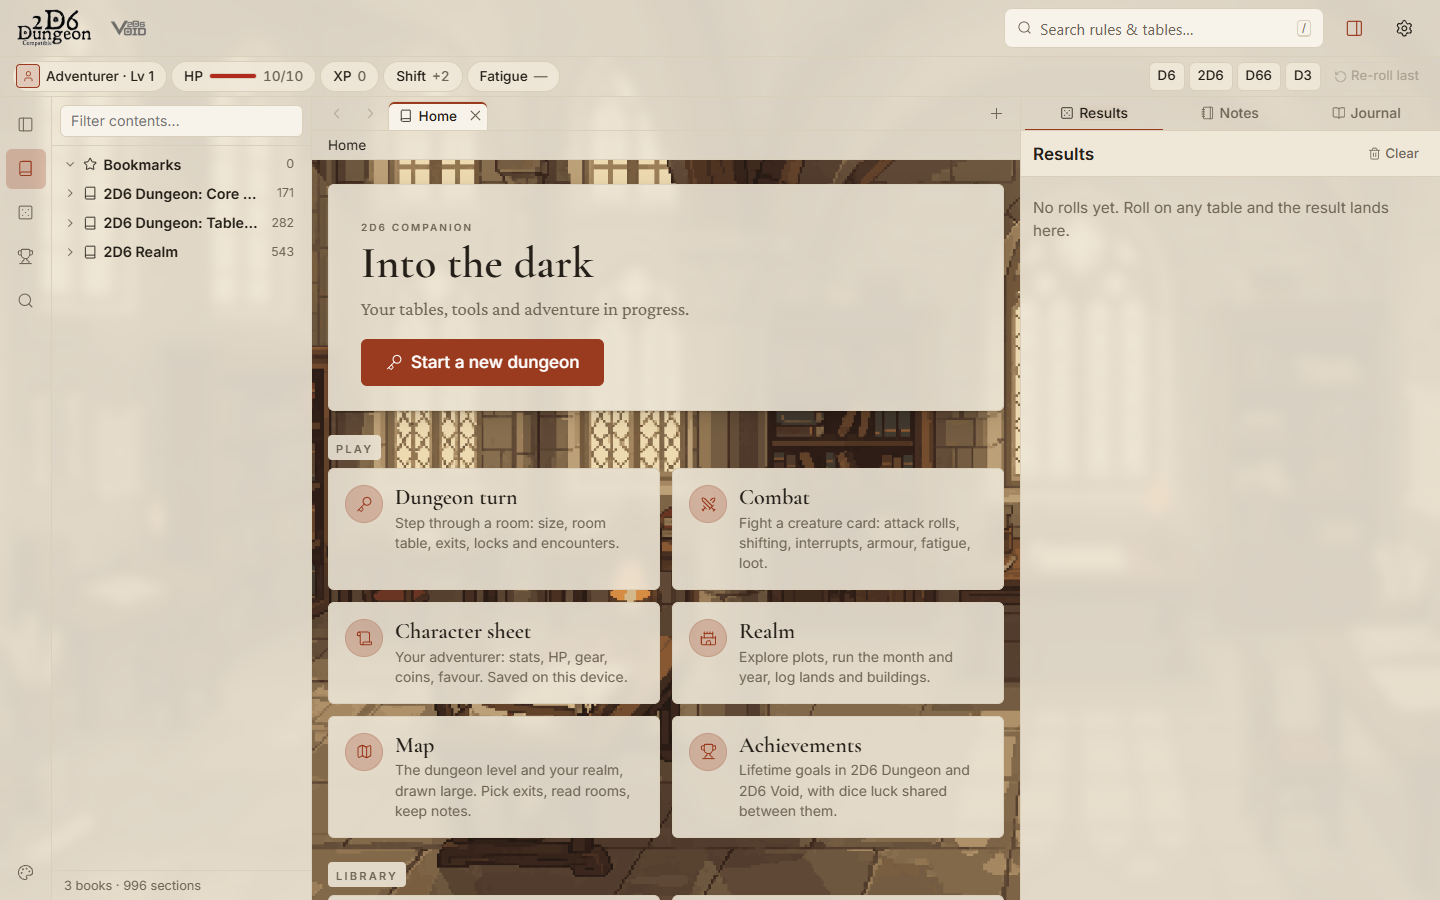 2D6
Dungeon
Compatible
2D6
VOID
Search rules & tables...
/
Adventurer · Lv 1
HP 10/10
XP 0
Shift +2
Fatigue —
D6
2D6
D66
D3
Re-roll last
Filter contents...
Bookmarks 0
2D6 Dungeon: Core ... 171
2D6 Dungeon: Table... 282
2D6 Realm 543
3 books · 996 sections
Home
Home
2D6 COMPANION
Into the dark
Your tables, tools and adventure in progress.
Start a new dungeon
PLAY
Dungeon turn
Step through a room: size, room
table, exits, locks and encounters.
Combat
Fight a creature card: attack rolls,
shifting, interrupts, armour, fatigue,
loot.
Character sheet
Your adventurer: stats, HP, gear,
coins, favour. Saved on this device.
Realm
Explore plots, run the month and
year, log lands and buildings.
Map
The dungeon level and your realm,
drawn large. Pick exits, read rooms,
keep notes.
Achievements
Lifetime goals in 2D6 Dungeon and
2D6 Void, with dice luck shared
between them.
LIBRARY
Results
Notes
Journal
Results
Clear
No rolls yet. Roll on any table and the result lands
here.